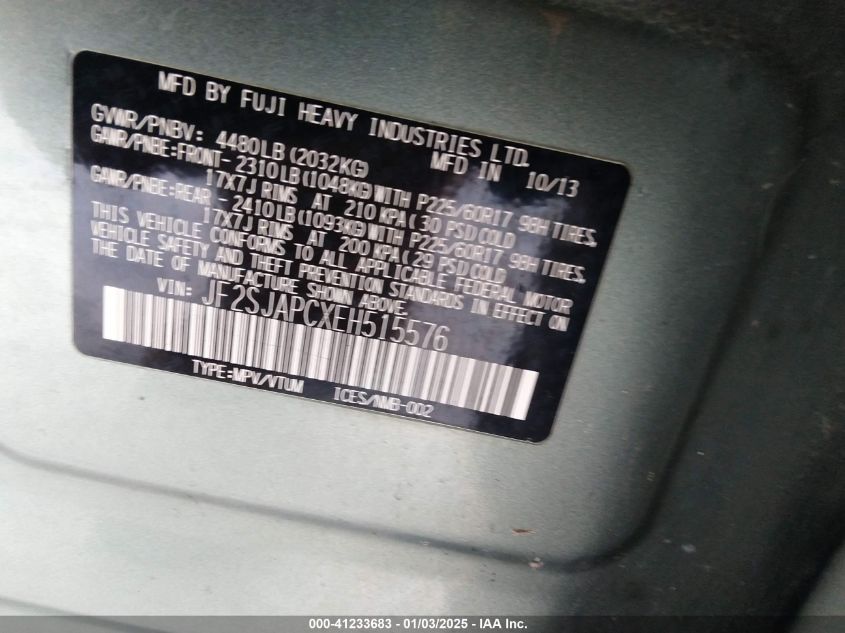 MFD BY FUJI HEAVY INDUSTRIES LTD.
GVWR/PNBV: 4480LB(2032KG) MFD IN 10/13
GAWR/PNBE:FRONT- 2310LB(1048KG)WITH P225/60R17 98H TIRES,
17X7J RIMS AT 210 KPA(30 PSI)COLD
GAWR/PNBE:REAR - 2410LB(1093KG)WITH P225/60R17 98H TIRES,
17X7J RIMS AT 200 KPA(29 PSI)COLD
THIS VEHICLE CONFORMS TO ALL APPLICABLE FEDERAL MOTOR
VEHICLE SAFETY AND THEFT PREVENTION STANDARDS IN EFFECT ON
THE DATE OF MANUFACTURE SHOWN ABOVE.
VIN: JF2SJAPCXEH515576
TYPE:MPV/VTUM ICES/NMB-002
000-41233683 - 01/03/2025 - IAA Inc.